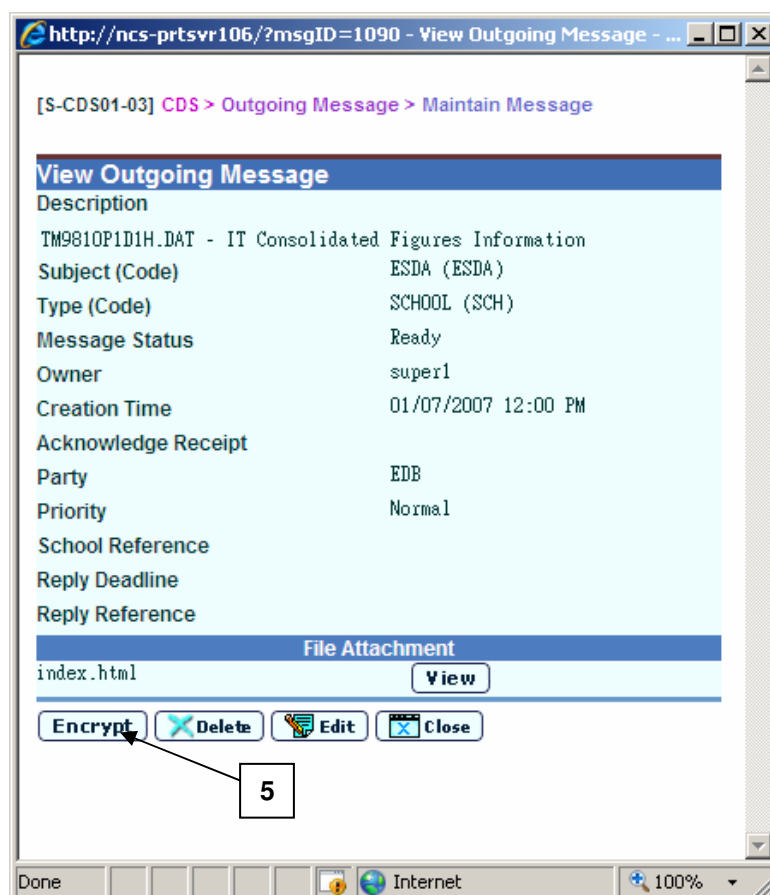 http://ncs-prtsvr106/?msgID=1090 - View Outgoing Message - ...
[S-CDS01-03] CDS > Outgoing Message > Maintain Message
View Outgoing Message
Description
TM9810P1D1H.DAT - IT Consolidated Figures Information
Subject (Code) ESDA (ESDA)
Type (Code) SCHOOL (SCH)
Message Status Ready
Owner super1
Creation Time 01/07/2007 12:00 PM
Acknowledge Receipt
Party EDB
Priority Normal
School Reference
Reply Deadline
Reply Reference
File Attachment
index.html View
Encrypt Delete Edit Close
5
Done Internet 100%